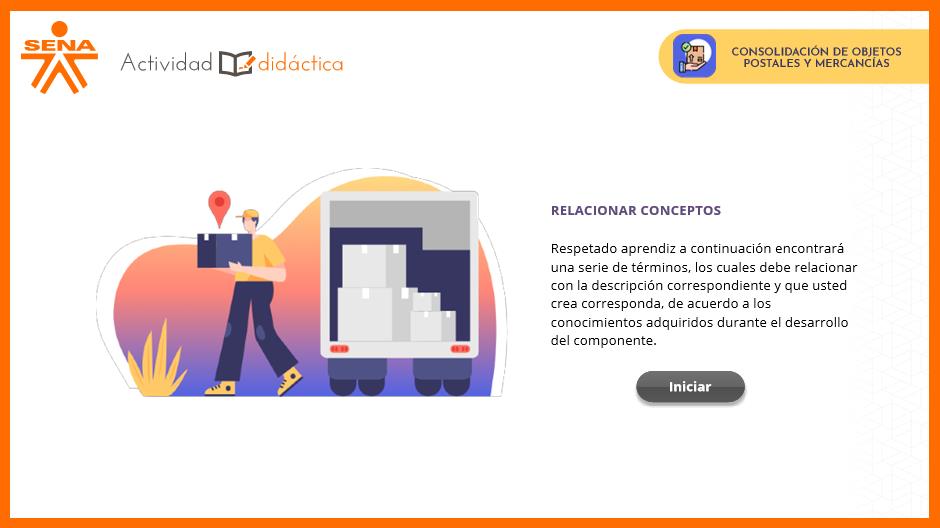 SENA
Actividad didáctica
CONSOLIDACIÓN DE OBJETOS
POSTALES Y MERCANCÍAS
RELACIONAR CONCEPTOS
Respetado aprendiz a continuación encontrará
una serie de términos, los cuales debe relacionar
con la descripción correspondiente y que usted
crea corresponda, de acuerdo a los
conocimientos adquiridos durante el desarrollo
del componente.
Iniciar